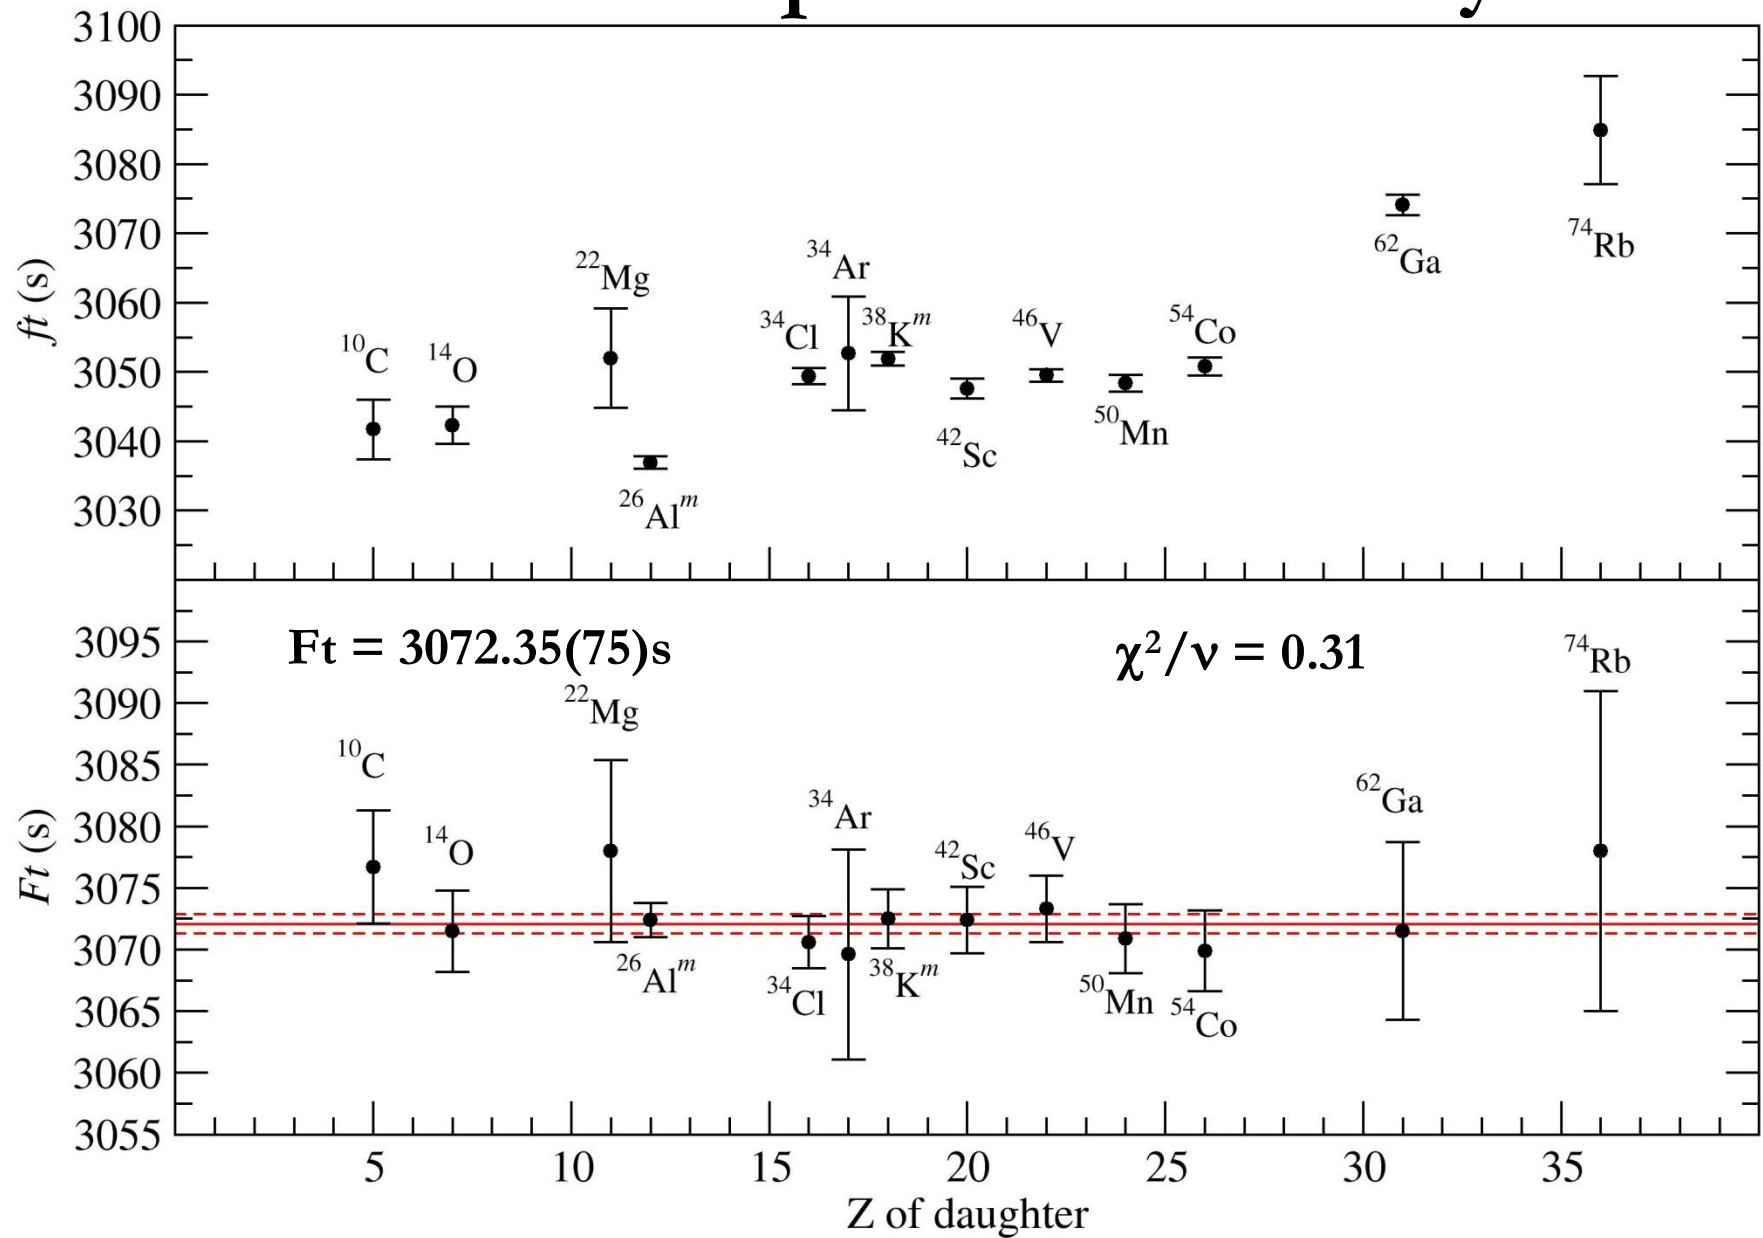 3100
3090
3080
3070
3060
3050
3040
3030
ft (s)
10C
14O
22Mg
26Alm
34Cl
34Ar
38Km
42Sc
46V
50Mn
54Co
62Ga
74Rb
Ft = 3072.35(75)s
χ²/ν = 0.31
3095
3090
3085
3080
3075
3070
3065
3060
3055
Ft (s)
10C
14O
22Mg
26Alm
34Cl
34Ar
38Km
42Sc
46V
50Mn
54Co
62Ga
74Rb
5 10 15 20 25 30 35
Z of daughter